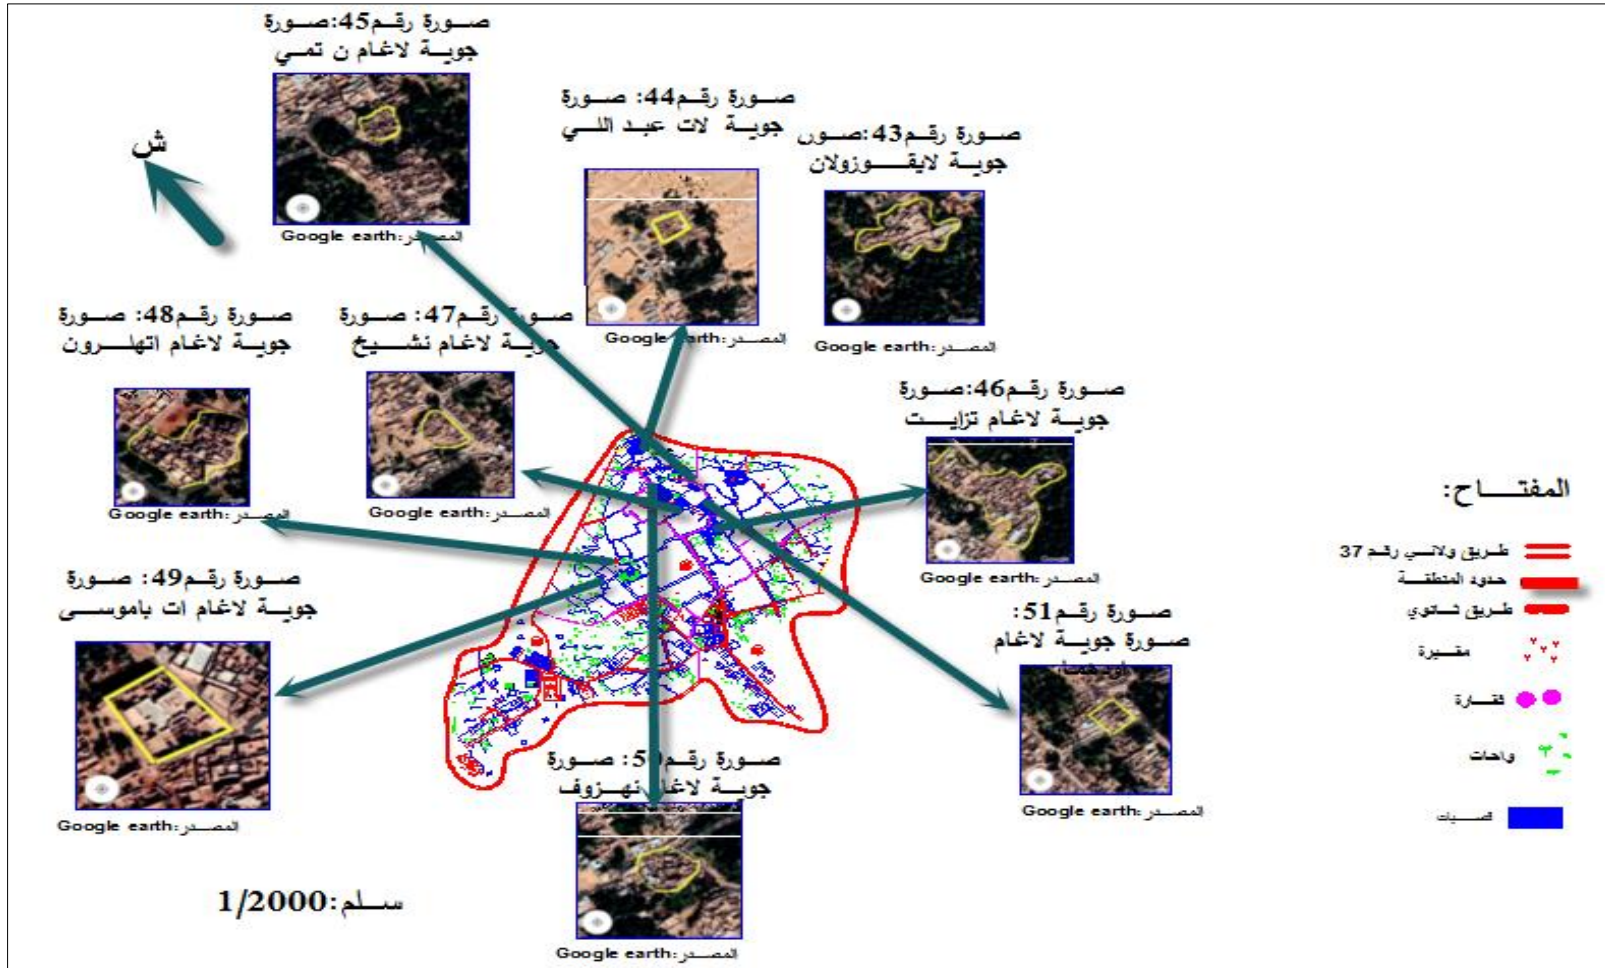 صورة رقم45:صورة
جوية لاغام ن تمي
المصدر:Google earth
ش
صورة رقم44: صورة
جوية لات عبد اللي
المصدر:Google earth
صورة رقم43:صور
جوية لايقوزولان
المصدر:Google earth
صورة رقم48: صورة
جوية لاغام اتهلرون
المصدر:Google earth
صورة رقم47: صورة
جوية لاغام نشيخ
المصدر:Google earth
صورة رقم46:صورة
جوية لاغام تزايت
المصدر:Google earth
المفتاح:
طريق ولائي رقم 37
حدود المنطقة
طريق ثانوي
مقبرة
فقارة
واحات
صورة رقم49: صورة
جوية لاغام ات باموسى
المصدر:Google earth
صورة رقم51:
صورة جوية لاغام
المصدر:Google earth
صورة رقم50: صورة
جوية لاغام نهزوف
المصدر:Google earth
سلم:1/2000